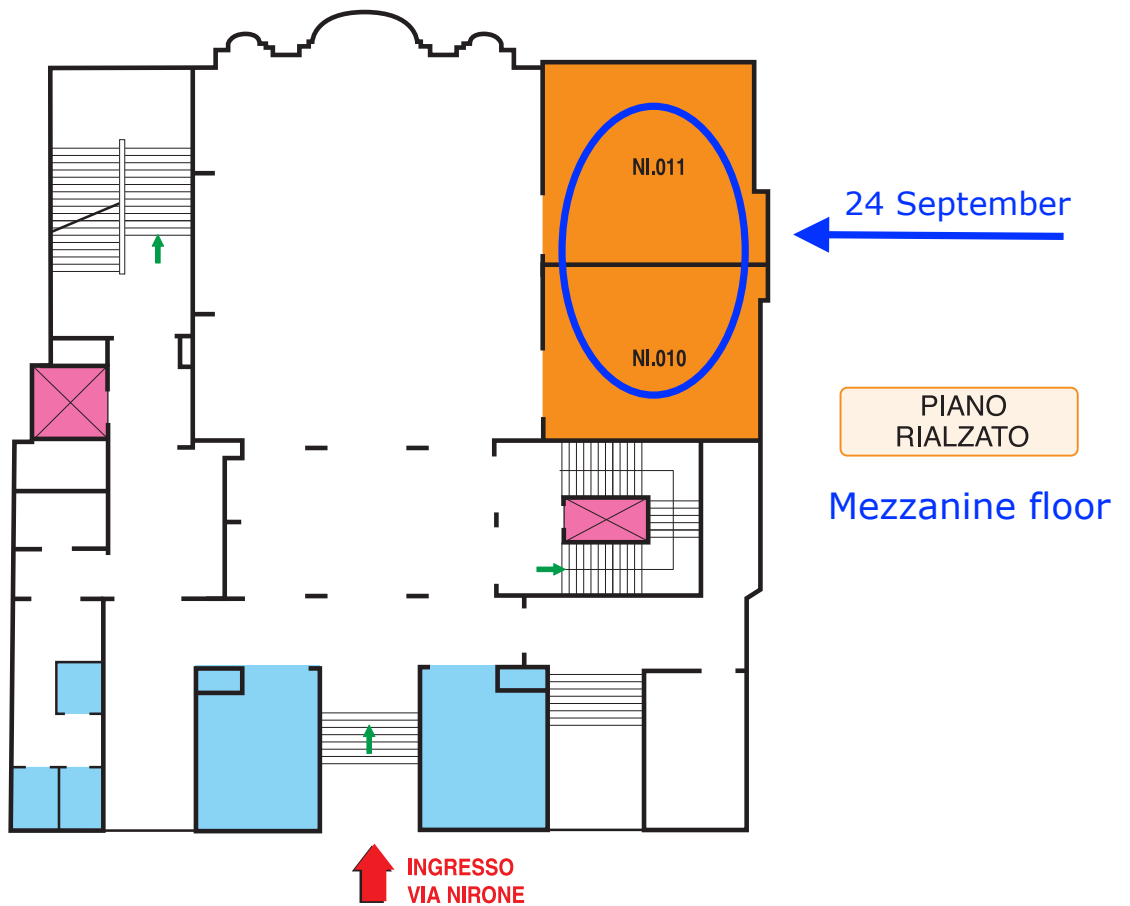 NI.011
24 September
NI.010
PIANO
RIALZATO
Mezzanine floor
INGRESSO
VIA NIRONE